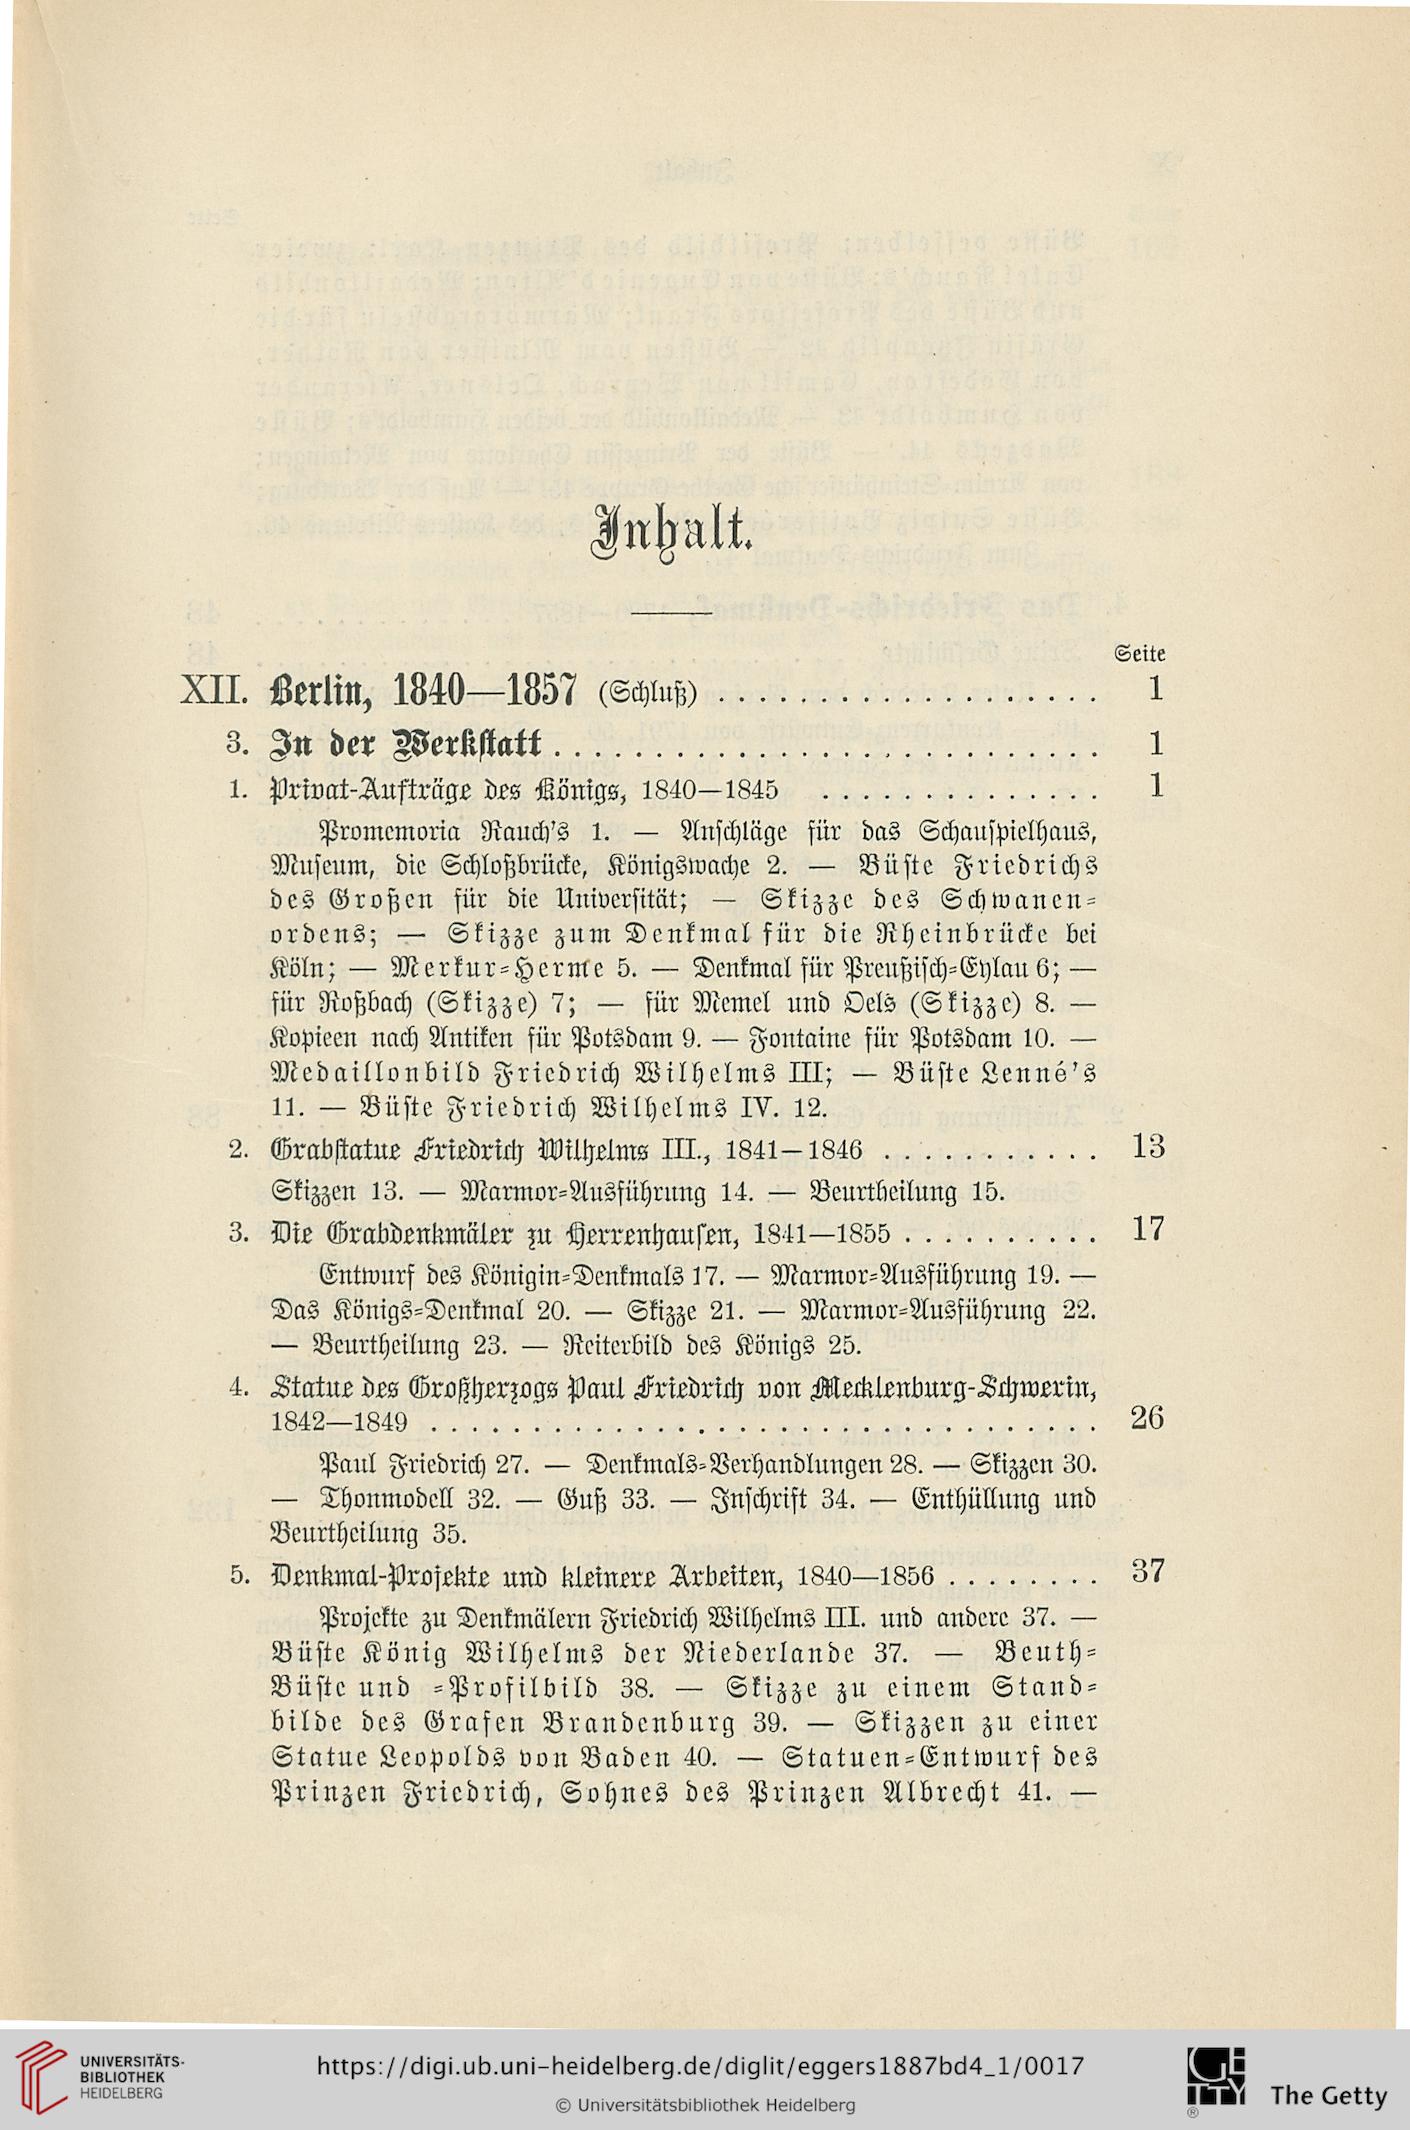 Inhalt.
Seite
XII. Berlin, 1840—1857 (Schluß) . . . . . . . . . . . . . . . . . . . 1
3. In der Werkstatt . . . . . . . . . . . . . . . . . . . . . . . . . . . 1
1. Privat-Aufträge des Königs, 1840—1845 . . . . . . . . . . . . . . 1
Promemoria Rauch's 1. — Anschläge für das Schauspielhaus,
Museum, die Schloßbrücke, Königswache 2. — Büste Friedrichs
des Großen für die Universität; — Skizze des Schwanen-
ordens; — Skizze zum Denkmal für die Rheinbrücke bei
Köln; — Merkur-Herme 5. — Denkmal für Preußisch-Eylau 6; —
für Roßbach (Skizze) 7; — für Memel und Oels (Skizze) 8. —
Kopieen nach Antiken für Potsdam 9. — Fontaine für Potsdam 10. —
Medaillonbild Friedrich Wilhelms III; — Büste Lenné's
11. — Büste Friedrich Wilhelms IV. 12.
2. Grabstatue Friedrich Wilhelms III., 1841—1846 . . . . . . . . . . . 13
Skizzen 13. — Marmor-Ausführung 14. — Beurtheilung 15.
3. Die Grabdenkmäler zu Herrenhausen, 1841—1855 . . . . . . . . . . 17
Entwurf des Königin-Denkmals 17. — Marmor-Ausführung 19. —
Das Königs-Denkmal 20. — Skizze 21. — Marmor-Ausführung 22.
— Beurtheilung 23. — Reiterbild des Königs 25.
4. Statue des Großherzogs Paul Friedrich von Mecklenburg-Schwerin,
1842—1849 . . . . . . . . . . . . . . . . . . . . . . . . . . . . . . . . . 26
Paul Friedrich 27. — Denkmals-Verhandlungen 28. — Skizzen 30.
— Thonmodell 32. — Guß 33. — Inschrift 34. — Enthüllung und
Beurtheilung 35.
5. Denkmal-Projekte und kleinere Arbeiten, 1840—1856 . . . . . . . . 37
Projekte zu Denkmälern Friedrich Wilhelms III. und andere 37. —
Büste König Wilhelms der Niederlande 37. — Beuth-
Büste und -Profilbild 38. — Skizze zu einem Stand-
bilde des Grafen Brandenburg 39. — Skizzen zu einer
Statue Leopolds von Baden 40. — Statuen-Entwurf des
Prinzen Friedrich, Sohnes des Prinzen Albrecht 41. —
UNIVERSITÄTS-
BIBLIOTHEK
HEIDELBERG
https://digi.ub.uni-heidelberg.de/diglit/eggers1887bd4_1/0017
© Universitätsbibliothek Heidelberg
GETTY
®
The Getty